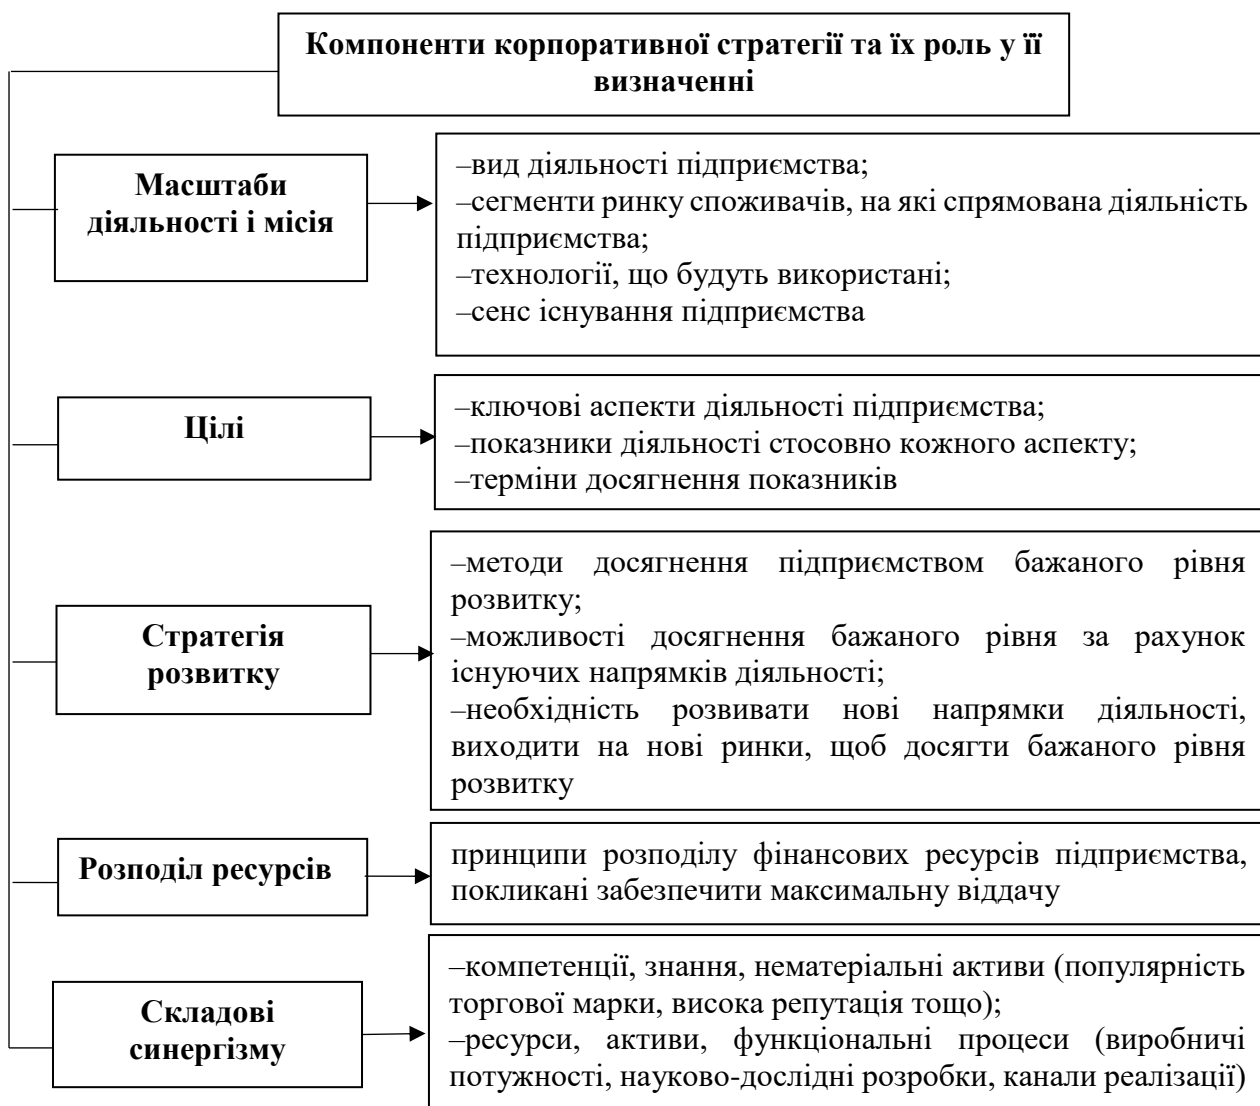 Компоненти корпоративної стратегії та їх роль у її
визначенні
Масштаби
діяльності і місія
–вид діяльності підприємства;
–сегменти ринку споживачів, на які спрямована діяльність
підприємства;
–технології, що будуть використані;
–сенс існування підприємства
Цілі
–ключові аспекти діяльності підприємства;
–показники діяльності стосовно кожного аспекту;
–терміни досягнення показників
Стратегія
розвитку
–методи досягнення підприємством бажаного рівня
розвитку;
–можливості досягнення бажаного рівня за рахунок
існуючих напрямків діяльності;
–необхідність розвивати нові напрямки діяльності,
виходити на нові ринки, щоб досягти бажаного рівня
розвитку
Розподіл ресурсів
принципи розподілу фінансових ресурсів підприємства,
покликані забезпечити максимальну віддачу
Складові
синергізму
–компетенції, знання, нематеріальні активи (популярність
торгової марки, висока репутація тощо);
–ресурси, активи, функціональні процеси (виробничі
потужності, науково-дослідні розробки, канали реалізації)